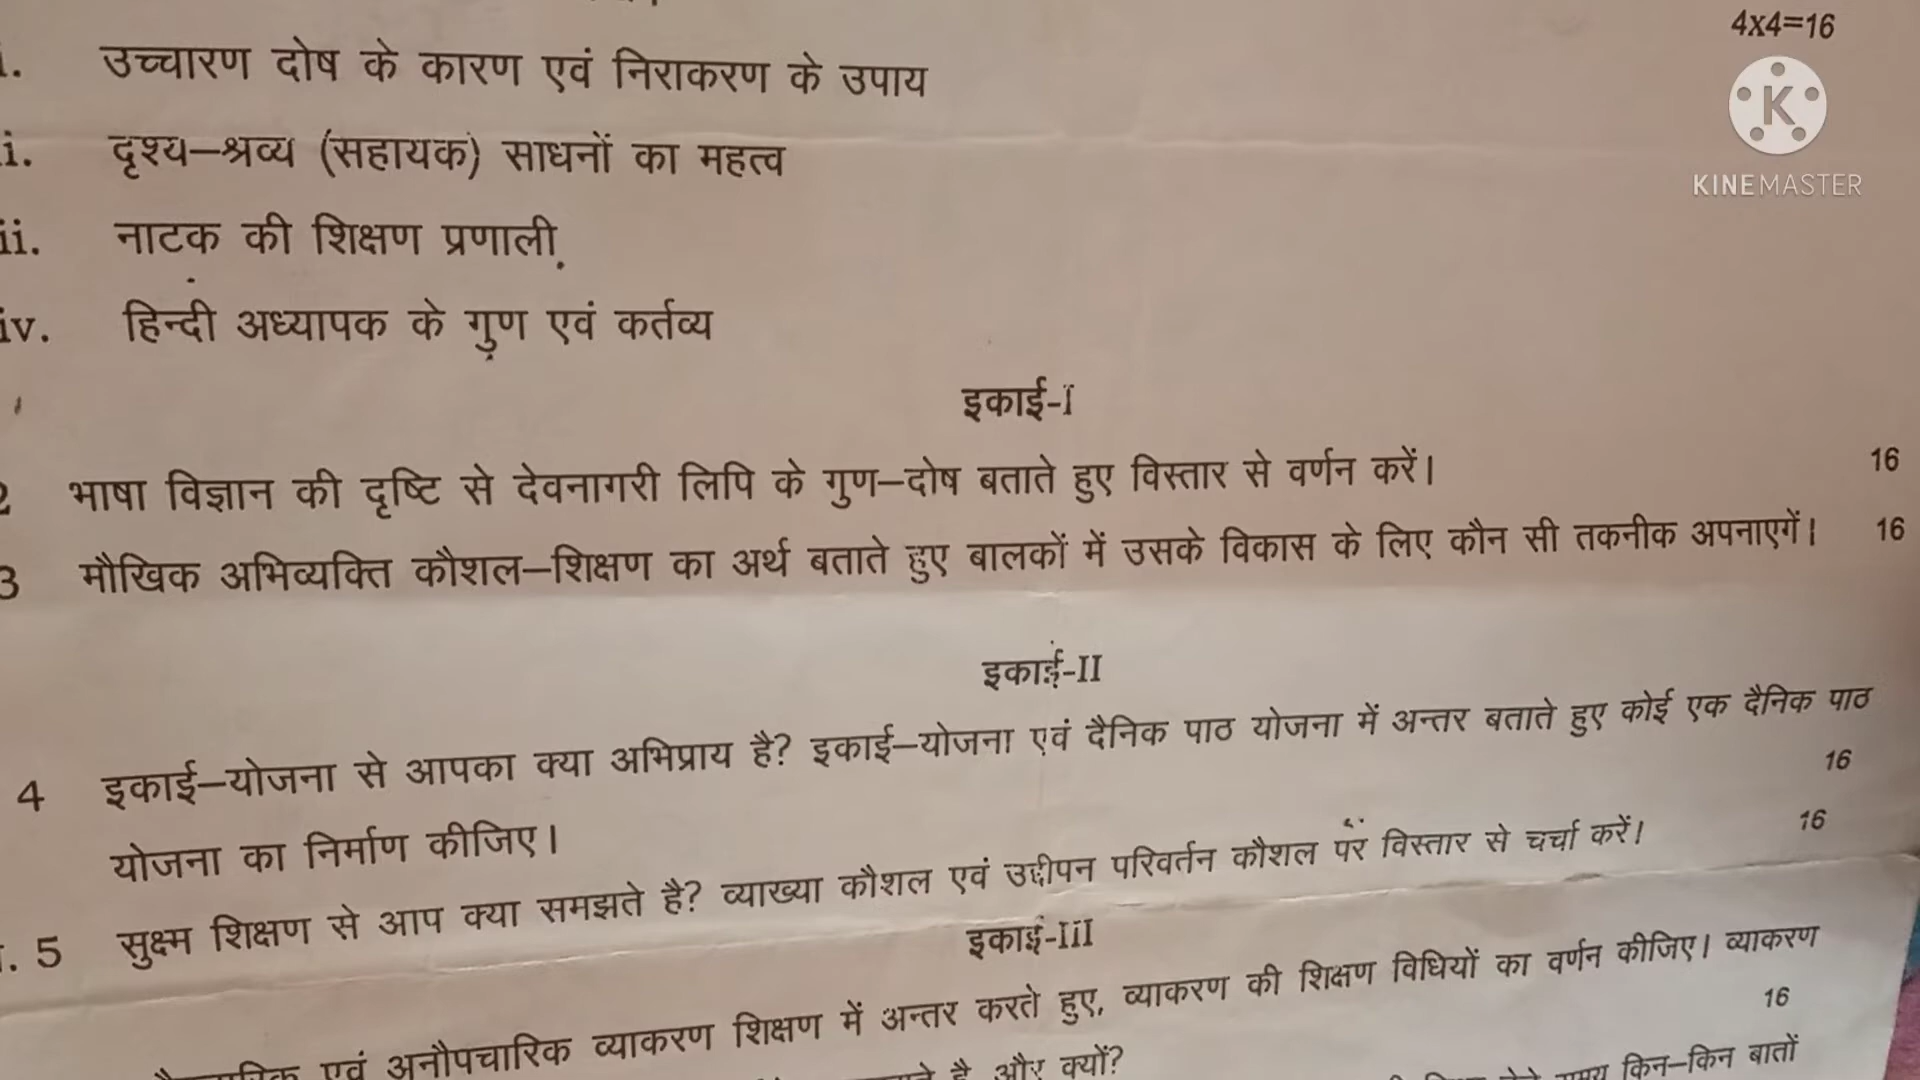 4x4=16
i. उच्चारण दोष के कारण एवं निराकरण के उपाय
ii. दृश्य–श्रव्य (सहायक) साधनों का महत्व
iii. नाटक की शिक्षण प्रणाली
iv. हिन्दी अध्यापक के गुण एवं कर्तव्य
KINEMASTER
इकाई-I
2 भाषा विज्ञान की दृष्टि से देवनागरी लिपि के गुण–दोष बताते हुए विस्तार से वर्णन करें। 16
3 मौखिक अभिव्यक्ति कौशल–शिक्षण का अर्थ बताते हुए बालकों में उसके विकास के लिए कौन सी तकनीक अपनाएगें। 16
इकाई-II
4 इकाई–योजना से आपका क्या अभिप्राय है? इकाई–योजना एवं दैनिक पाठ योजना में अन्तर बताते हुए कोई एक दैनिक पाठ
योजना का निर्माण कीजिए। 16
. 5 सुक्ष्म शिक्षण से आप क्या समझते है? व्याख्या कौशल एवं उद्दीपन परिवर्तन कौशल पर विस्तार से चर्चा करें। 16
इकाई-III
एवं अनौपचारिक व्याकरण शिक्षण में अन्तर करते हुए, व्याकरण की शिक्षण विधियों का वर्णन कीजिए। व्याकरण
है और क्यों? 16
समय किन–किन बातों